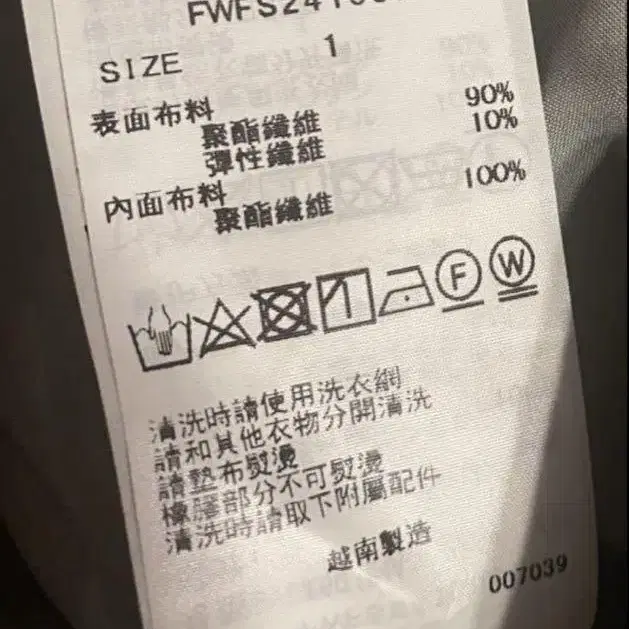 SIZE 1
表面布料
聚酯纖維 90%
彈性纖維 10%
內面布料
聚酯纖維 100%
F W
清洗時請使用洗衣網
請和其他衣物分開清洗
請墊布熨燙
橡膠部分不可熨燙
清洗時請取下附屬配件
越南製造
007039